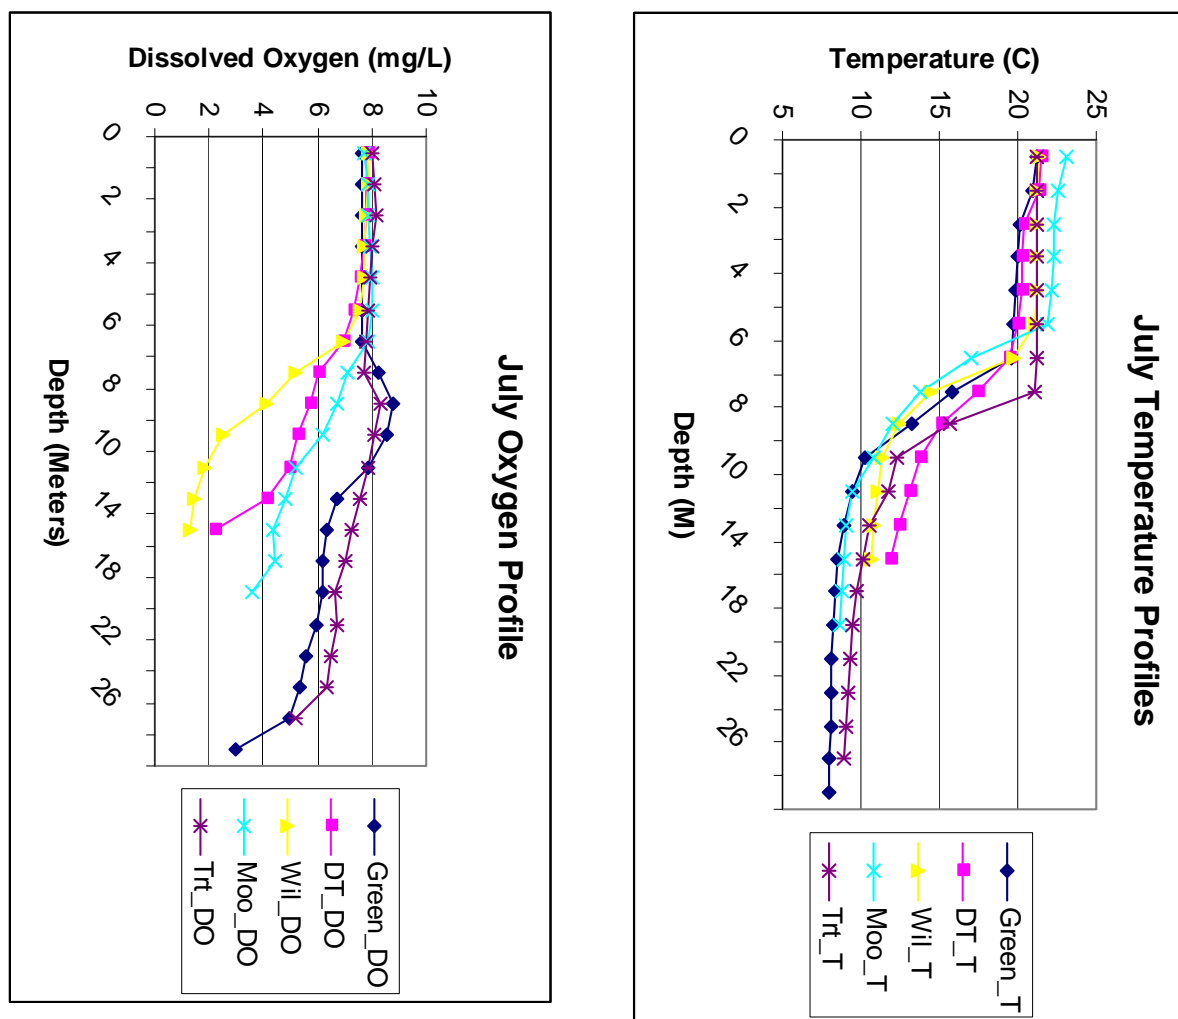 Dissolved Oxygen (mg/L)
0 2 4 6 8 10
0
2
4
6
8
10
14
18
22
26
Depth (Meters)
July Oxygen Profile
Green_DO
DT_DO
Wil_DO
Moo_DO
Trt_DO
Temperature (C)
5 10 15 20 25
0
2
4
6
8
10
14
18
22
26
Depth (M)
July Temperature Profiles
Green_T
DT_T
Wil_T
Moo_T
Trt_T